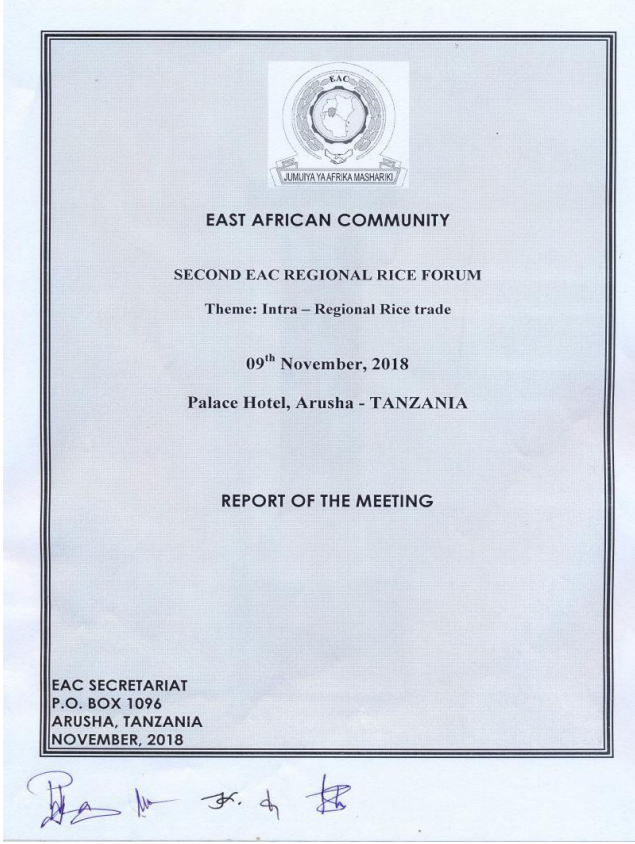 EAC
JUMUIYA YA AFRIKA MASHARIKI
EAST AFRICAN COMMUNITY
SECOND EAC REGIONAL RICE FORUM
Theme: Intra – Regional Rice trade
09th November, 2018
Palace Hotel, Arusha - TANZANIA
REPORT OF THE MEETING
EAC SECRETARIAT
P.O. BOX 1096
ARUSHA, TANZANIA
NOVEMBER, 2018